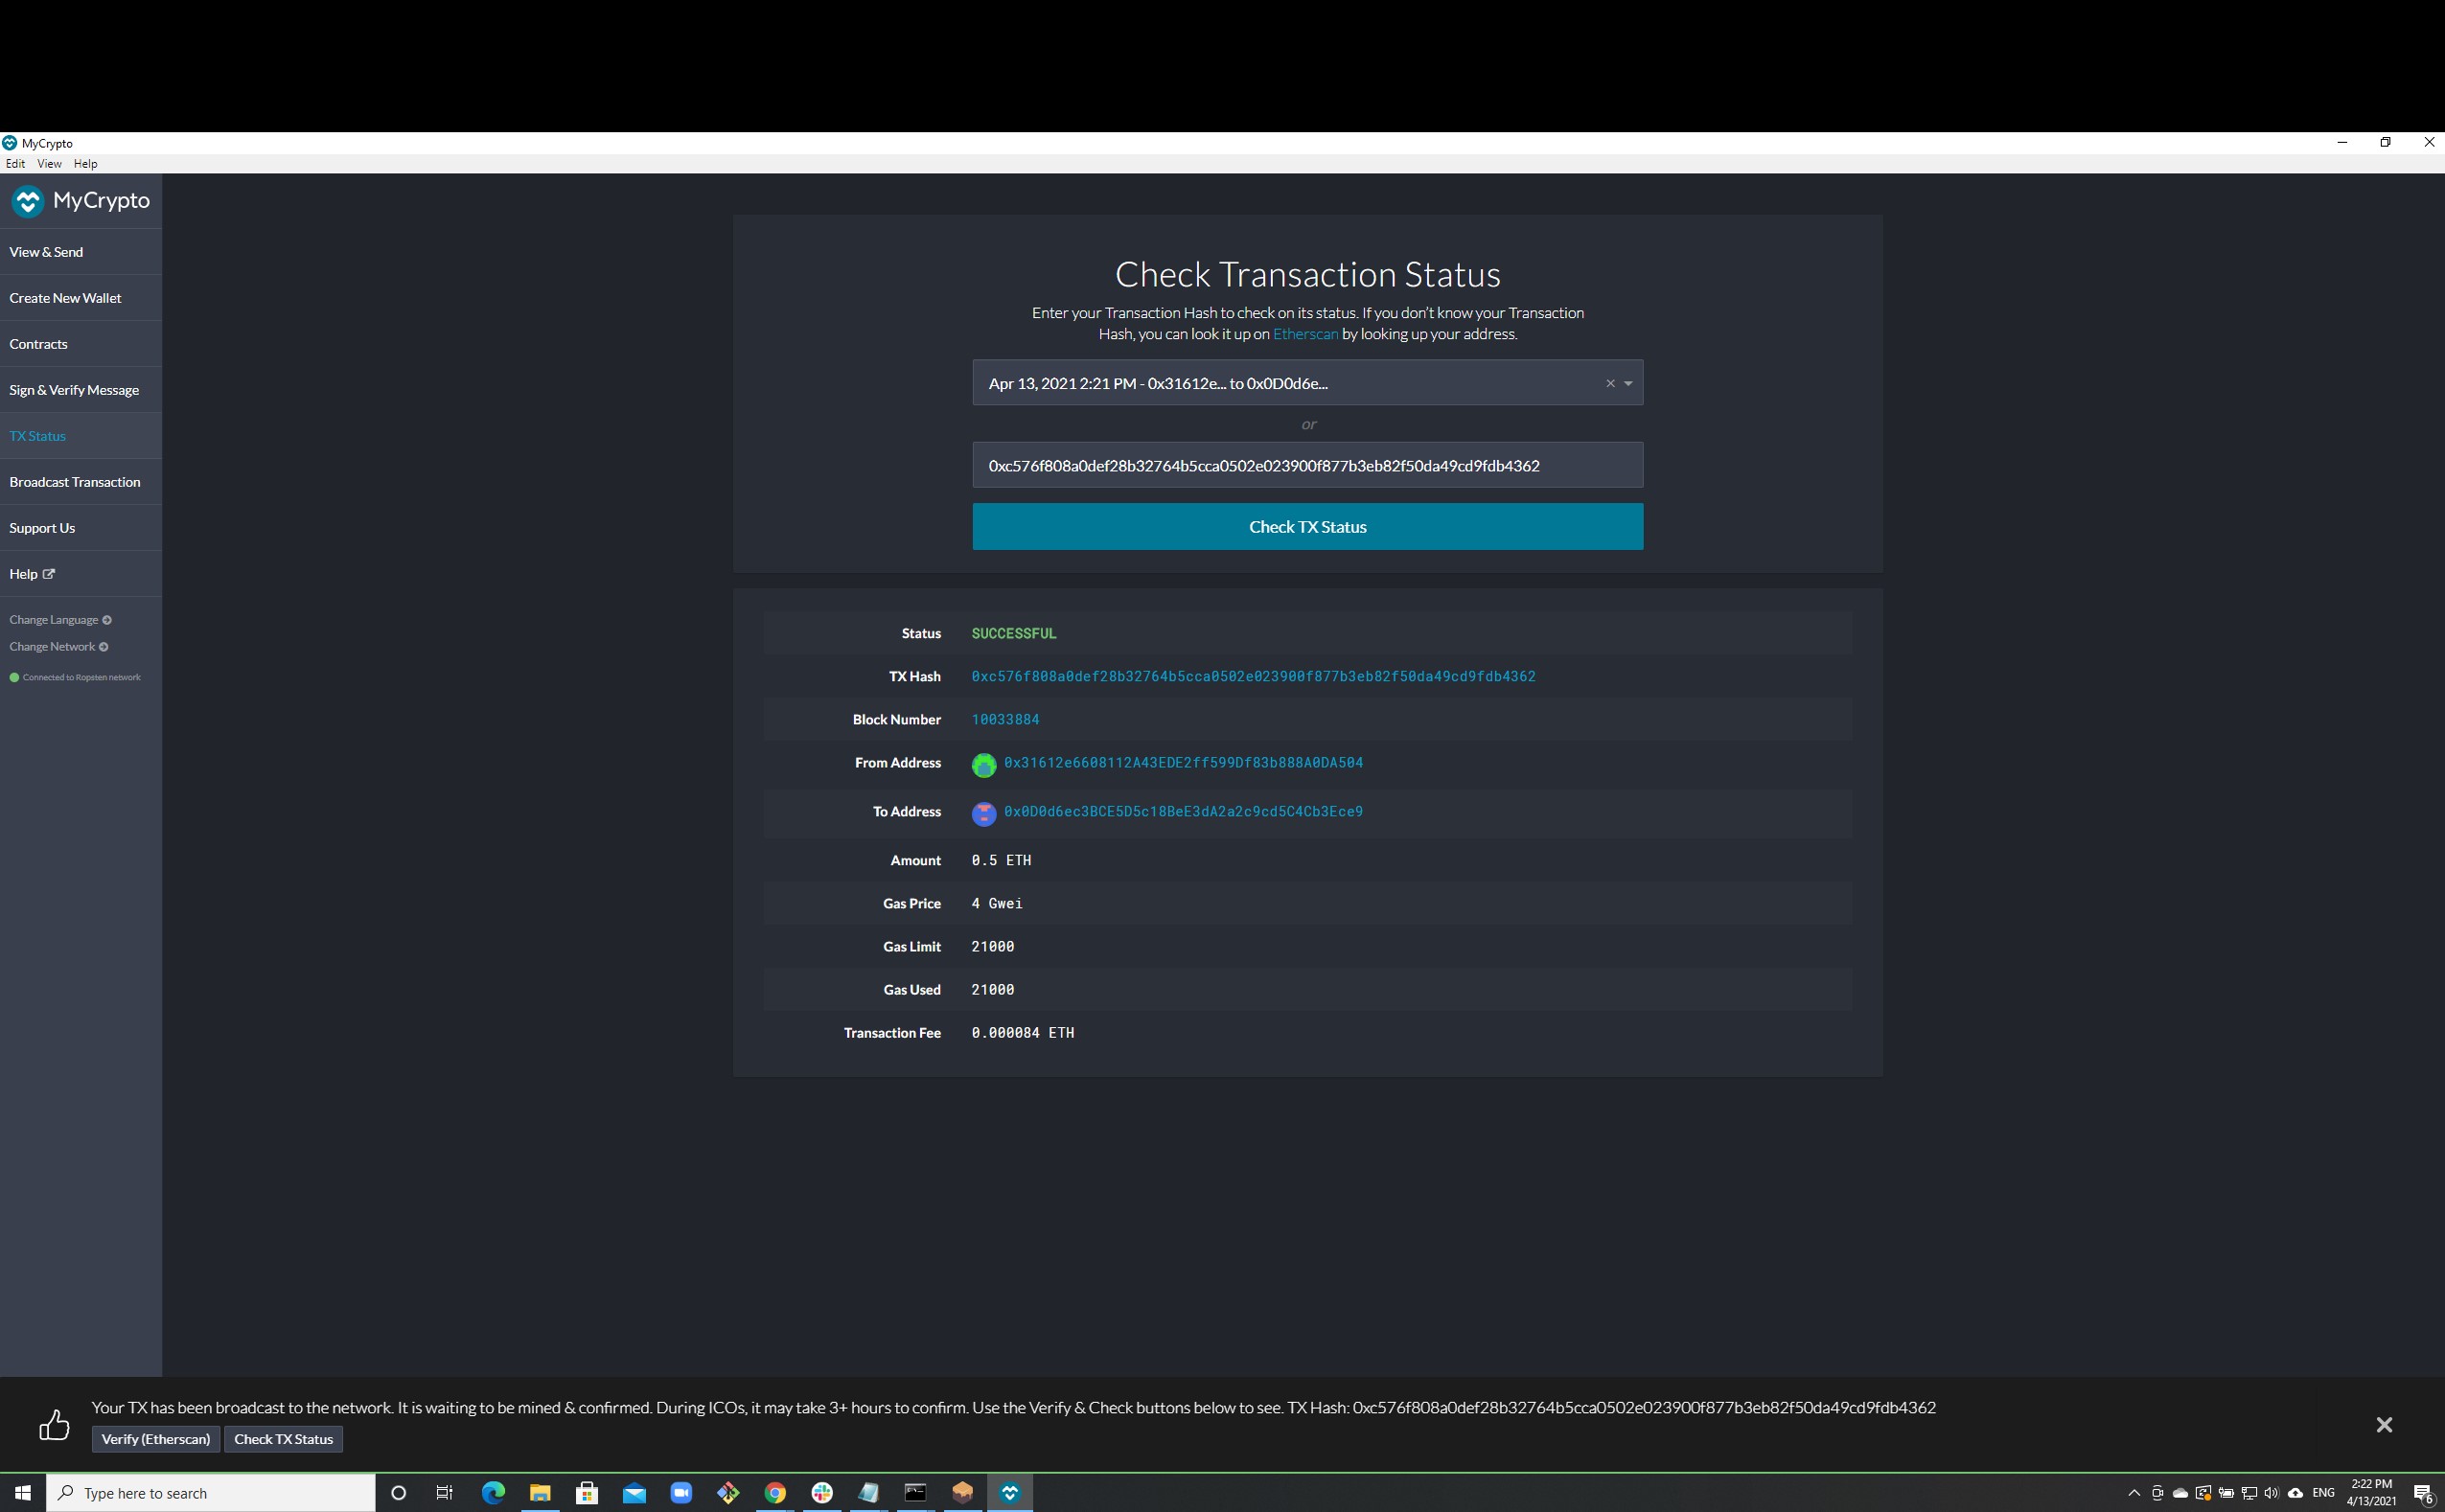 MyCrypto
Edit View Help
MyCrypto
View & Send
Create New Wallet
Contracts
Sign & Verify Message
TX Status
Broadcast Transaction
Support Us
Help
Change Language
Change Network
Connected to Ropsten network
Check Transaction Status
Enter your Transaction Hash to check on its status. If you don't know your Transaction
Hash, you can look it up on Etherscan by looking up your address.
Apr 13, 2021 2:21 PM - 0x31612e... to 0x0D0d6e...
or
0xc576f808a0def28b32764b5cca0502e023900f877b3eb82f50da49cd9fdb4362
Check TX Status
Status SUCCESSFUL
TX Hash 0xc576f808a0def28b32764b5cca0502e023900f877b3eb82f50da49cd9fdb4362
Block Number 10033884
From Address 0x31612e6608112A43EDE2ff599Df83b888A0DA504
To Address 0x0D0d6ec3BCE5D5c18BeE3dA2a2c9cd5C4Cb3Ece9
Amount 0.5 ETH
Gas Price 4 Gwei
Gas Limit 21000
Gas Used 21000
Transaction Fee 0.000084 ETH
Your TX has been broadcast to the network. It is waiting to be mined & confirmed. During ICOs, it may take 3+ hours to confirm. Use the Verify & Check buttons below to see. TX Hash: 0xc576f808a0def28b32764b5cca0502e023900f877b3eb82f50da49cd9fdb4362
Verify (Etherscan) Check TX Status
Type here to search
ENG
2:22 PM
4/13/2021
6